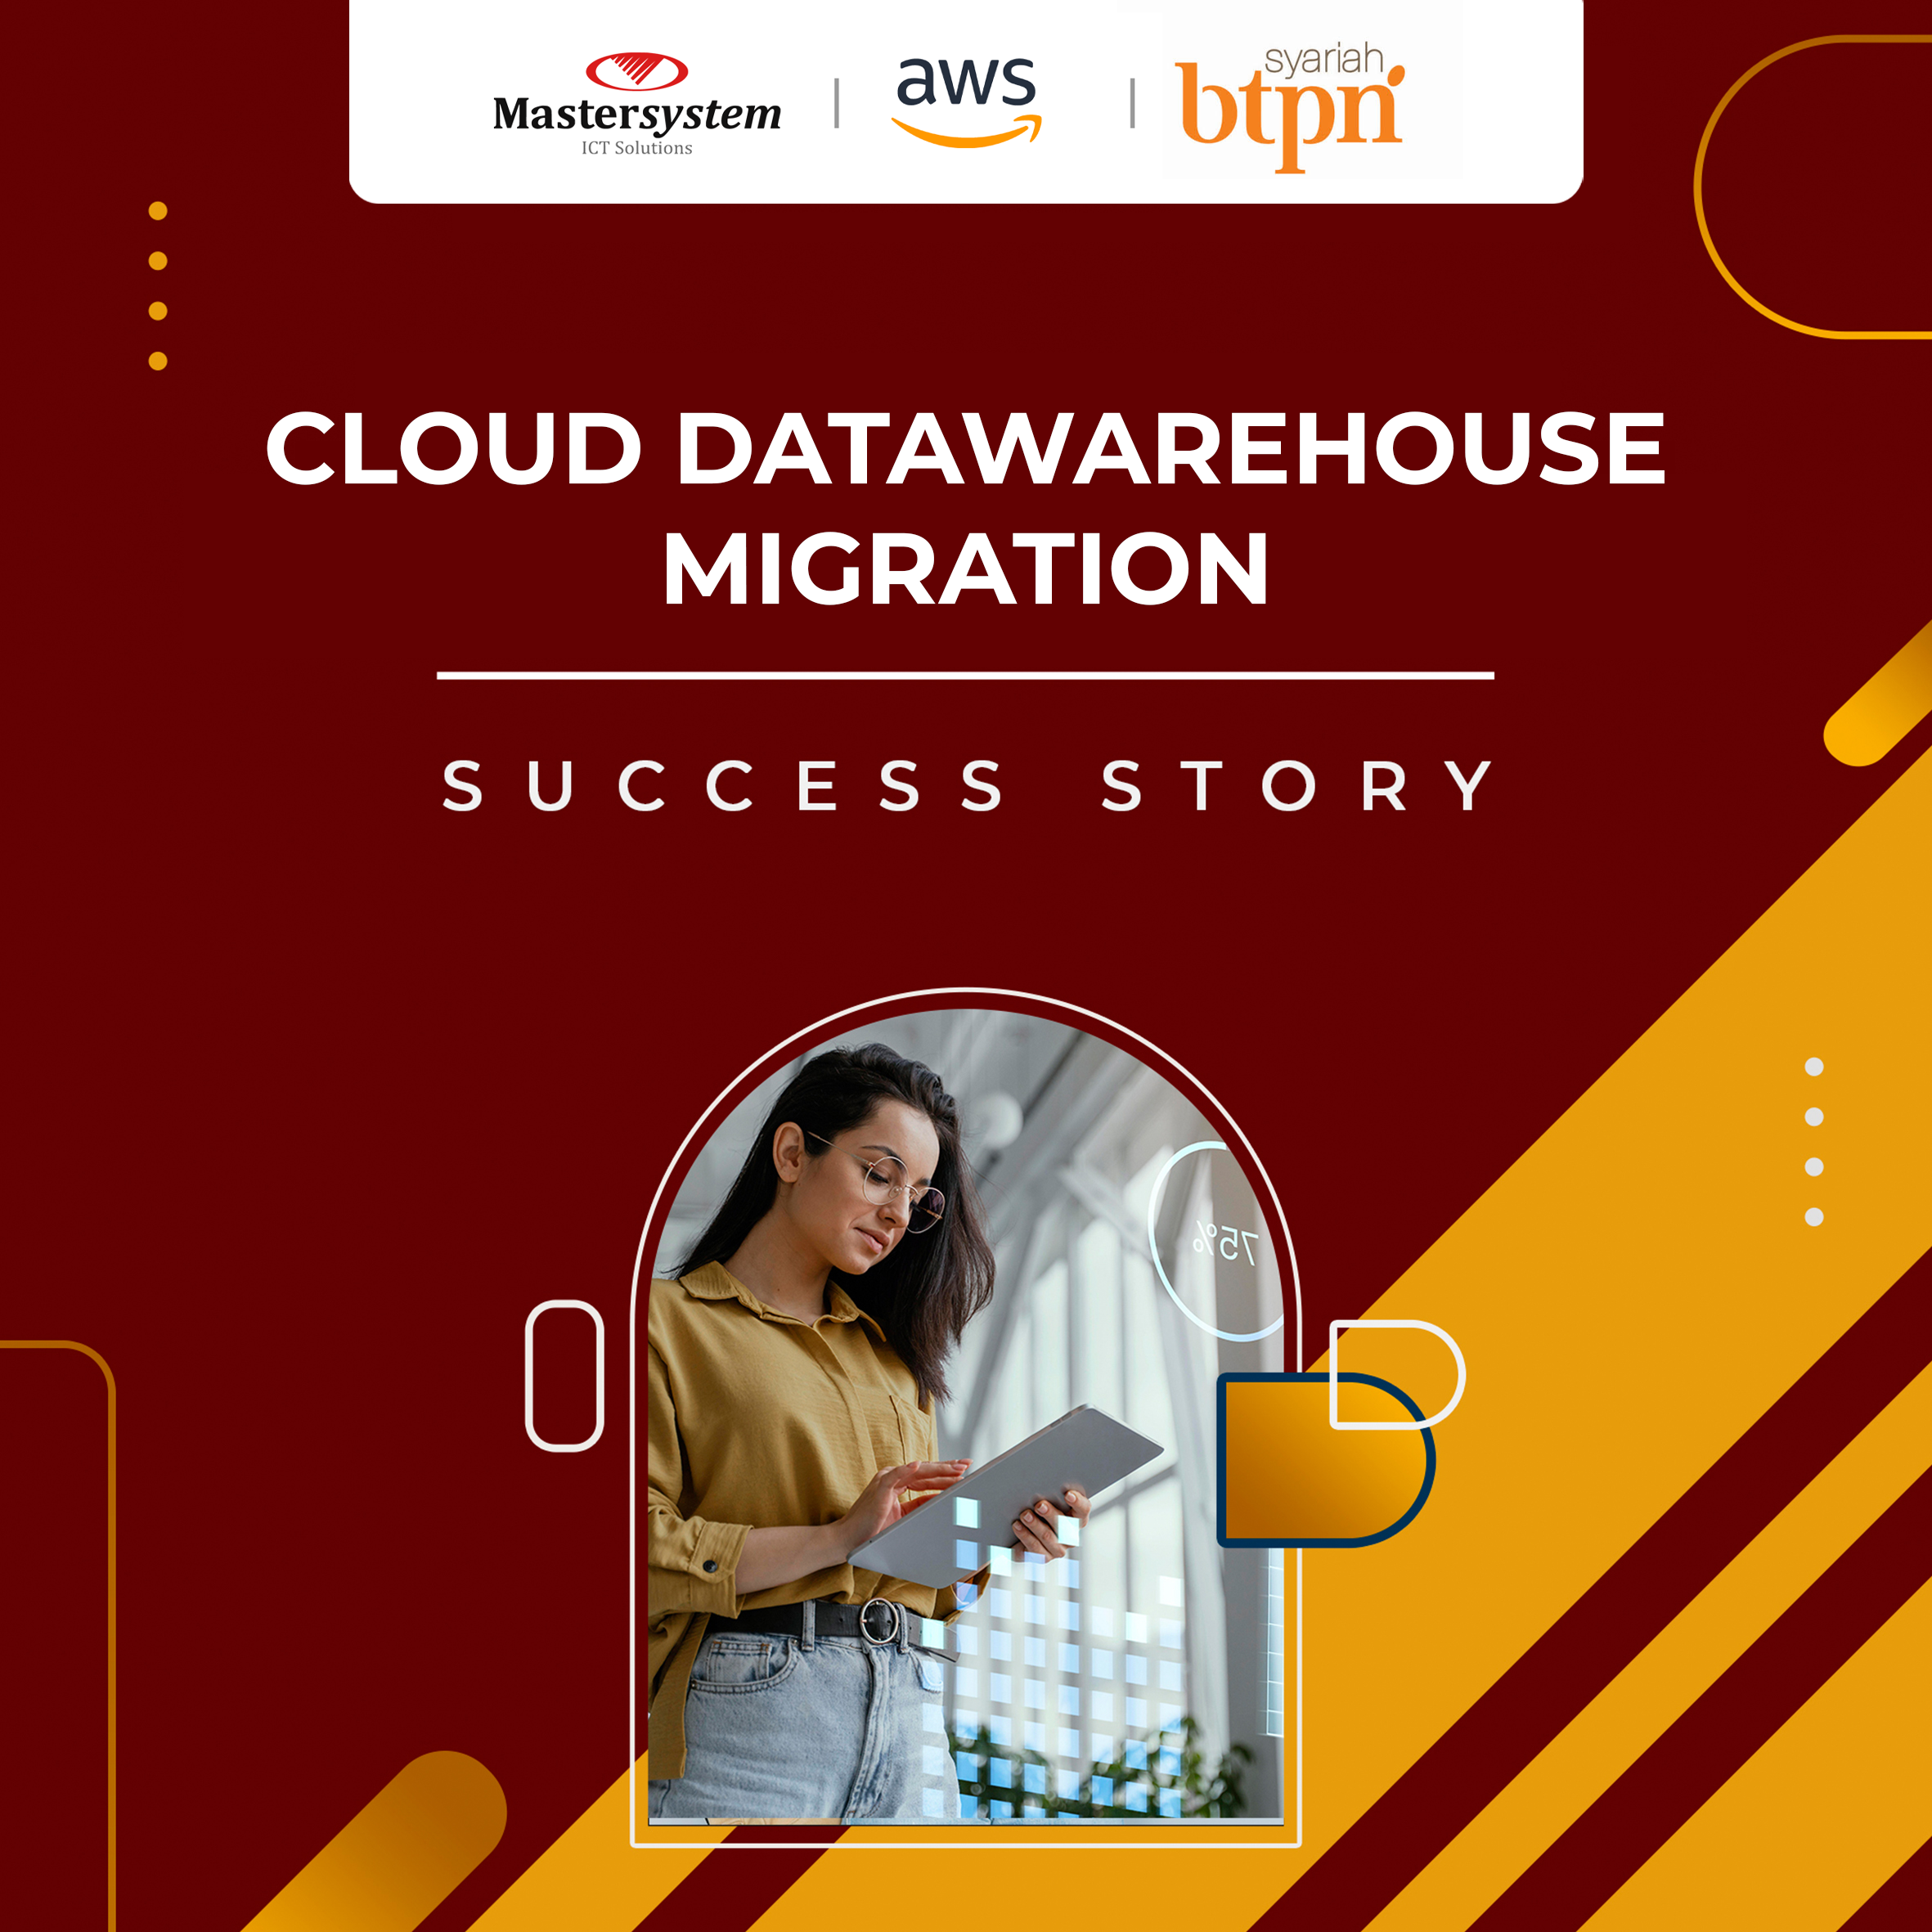 Mastersystem
ICT Solutions
aws
syariah
btpn
CLOUD DATAWAREHOUSE
MIGRATION
SUCCESS STORY
75%